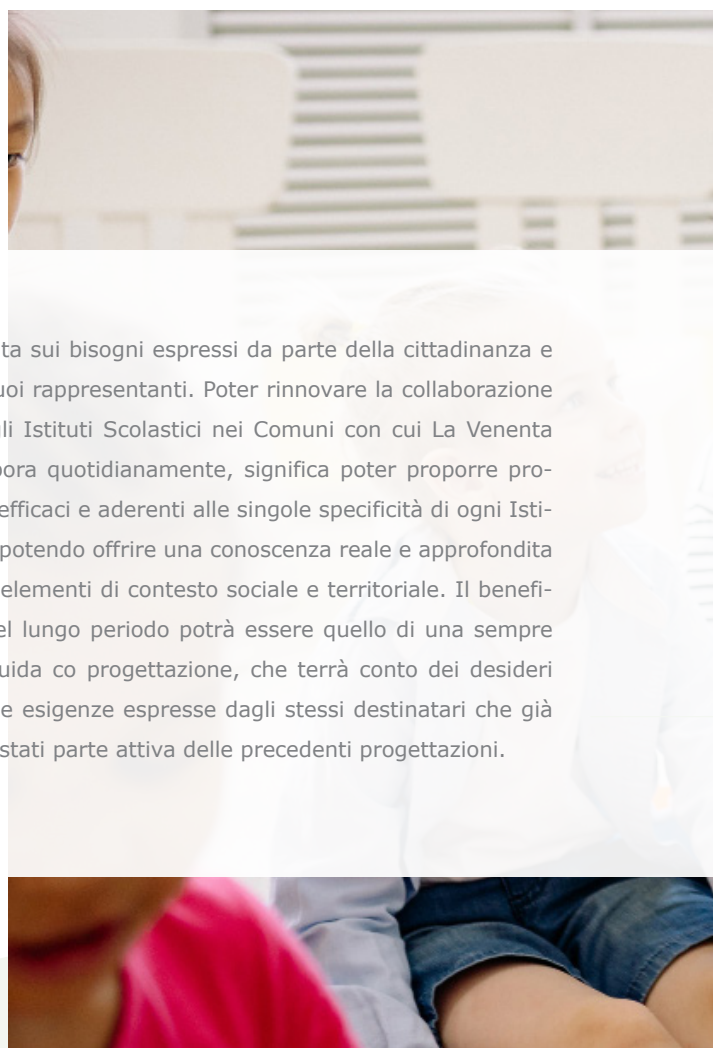 ta sui bisogni espressi da parte della cittadinanza e
uoi rappresentanti. Poter rinnovare la collaborazione
li Istituti Scolastici nei Comuni con cui La Venenta
ora quotidianamente, significa poter proporre pro-
efficaci e aderenti alle singole specificità di ogni Isti-
potendo offrire una conoscenza reale e approfondita
elementi di contesto sociale e territoriale. Il benefi-
el lungo periodo potrà essere quello di una sempre
uida co progettazione, che terrà conto dei desideri
e esigenze espresse dagli stessi destinatari che già
stati parte attiva delle precedenti progettazioni.